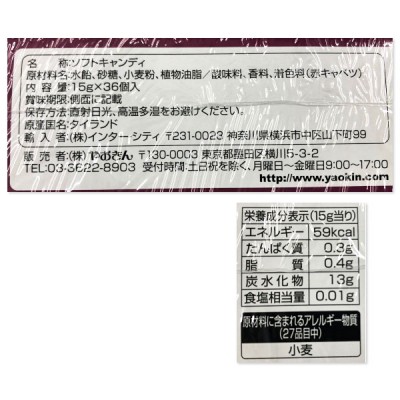 名　　称:ソフトキャンディ
原材料名:水飴、砂糖、小麦粉、植物油脂/酸味料、香料、着色料(赤キャベツ)
内容量:15g×36個入
賞味期限:側面に記載
保存方法:直射日光、高温多湿をお避けください。
原産国名:タイランド
輸入者:(株)インターシティ 〒231-0023 神奈川県横浜市中区山下町99
販売者:(株)やおきん 〒130-0003 東京都墨田区横川5-3-2
TEL:03-3622-8903 受付時間.土日祝を除く、月曜日～金曜日9:00～17:00
http://www.yaokin.com
栄養成分表示(15g当り)
エネルギー 59kcal
たんぱく質 0.3g
脂　　質 0.4g
炭水化物 13g
食塩相当量 0.01g
原材料に含まれるアレルギー物質
(27品目中)
小麦